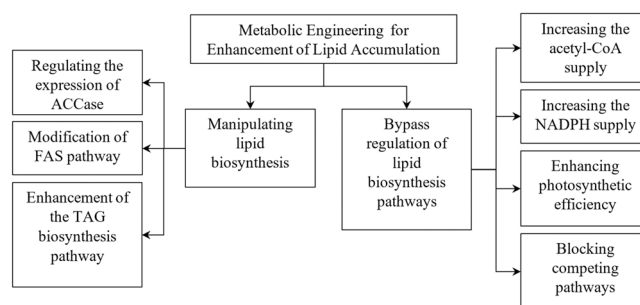 Metabolic Engineering for
Enhancement of Lipid Accumulation
Regulating the
expression of
ACCase
Modification of
FAS pathway
Enhancement of
the TAG
biosynthesis
pathway
Manipulating
lipid
biosynthesis
Bypass
regulation of
lipid
biosynthesis
pathways
Increasing the
acetyl-CoA
supply
Increasing the
NADPH supply
Enhancing
photosynthetic
efficiency
Blocking
competing
pathways